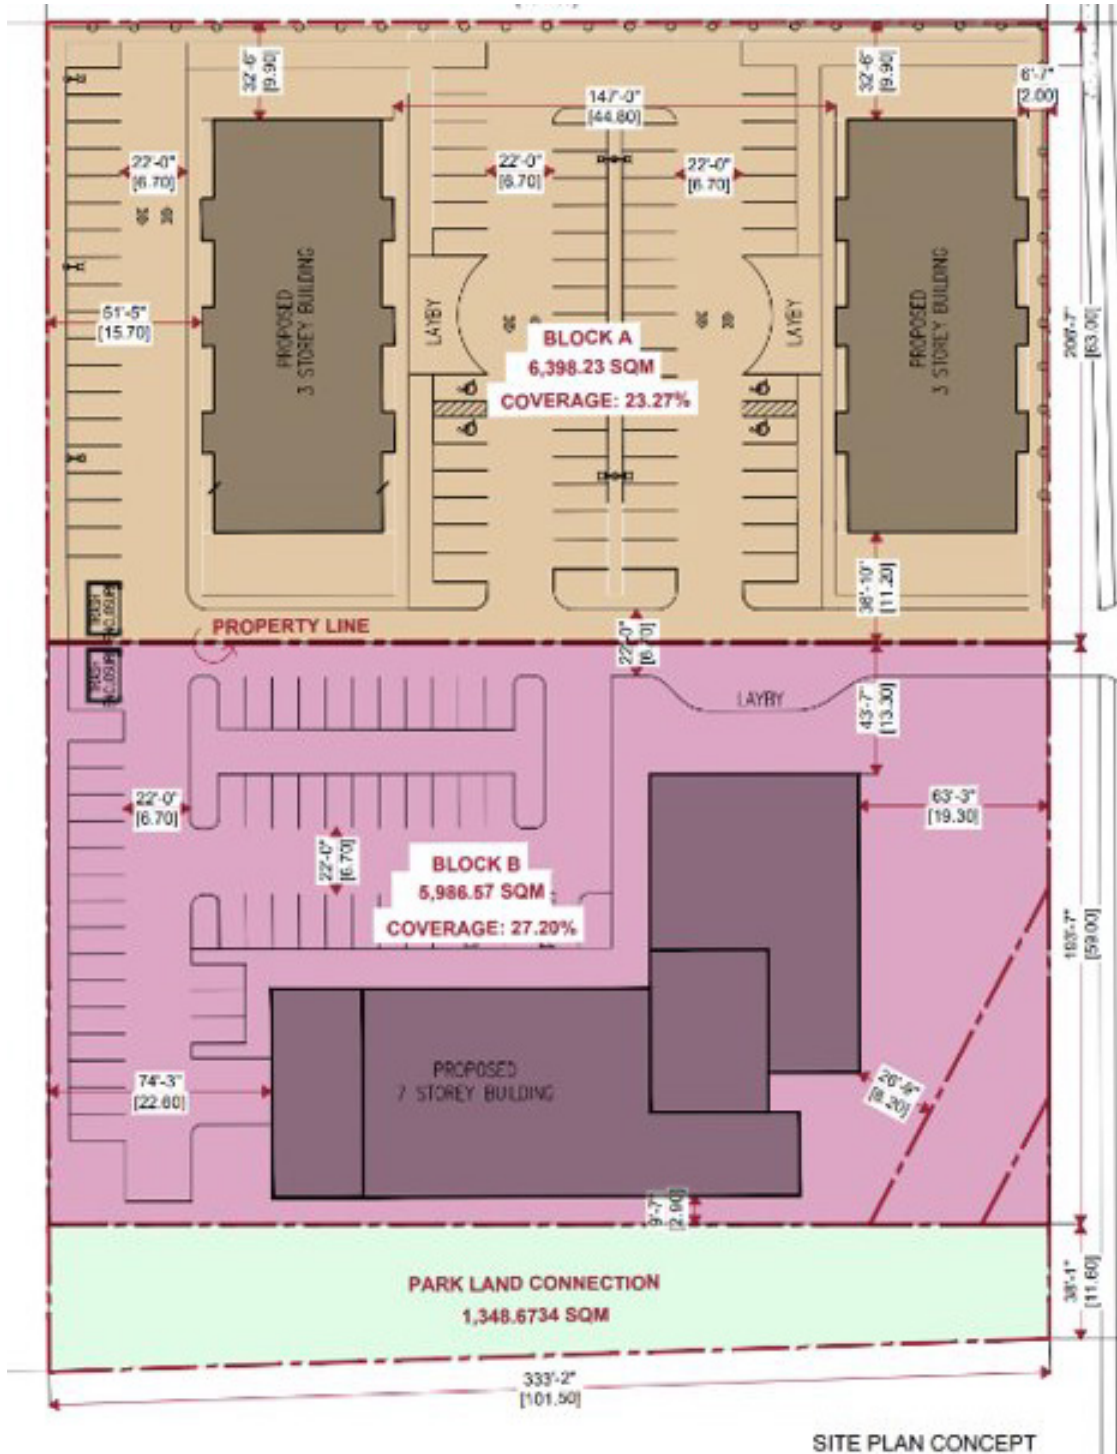 32'-6"
[9.90]
32'-6"
[9.90]
6'-7"
[2.00]
147'-0"
[44.80]
22'-0"
[6.70]
22'-0"
[6.70]
22'-0"
[6.70]
PROPOSED
3 STOREY BUILDING
PROPOSED
3 STOREY BUILDING
51'-5"
[15.70]
LAYBY
LAYBY
206'-7"
[63.00]
BLOCK A
6,398.23 SQM
COVERAGE: 23.27%
36'-10"
[11.20]
TRASH
ENCLOSURE
PROPERTY LINE
22'-0"
[6.70]
TRASH
ENCLOSURE
LAYBY
43'-7"
[13.30]
22'-0"
[6.70]
63'-3"
[19.30]
22'-0"
[6.70]
BLOCK B
5,986.57 SQM
COVERAGE: 27.20%
193'-7"
[59.00]
PROPOSED
7 STOREY BUILDING
74'-3"
[22.60]
26'-9"
[8.20]
9'-7"
[2.90]
PARK LAND CONNECTION
1,348.6734 SQM
38'-1"
[11.60]
333'-2"
[101.50]
SITE PLAN CONCEPT